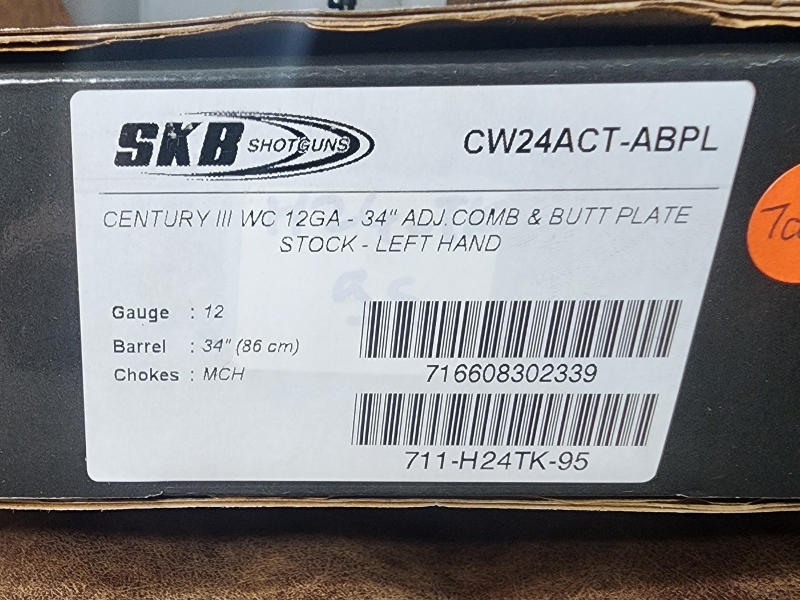 SKB SHOTGUNS
CW24ACT-ABPL
CENTURY III WC 12GA - 34" ADJ.COMB & BUTT PLATE
STOCK - LEFT HAND
Gauge : 12
Barrel : 34" (86 cm)
Chokes : MCH
716608302339
711-H24TK-95